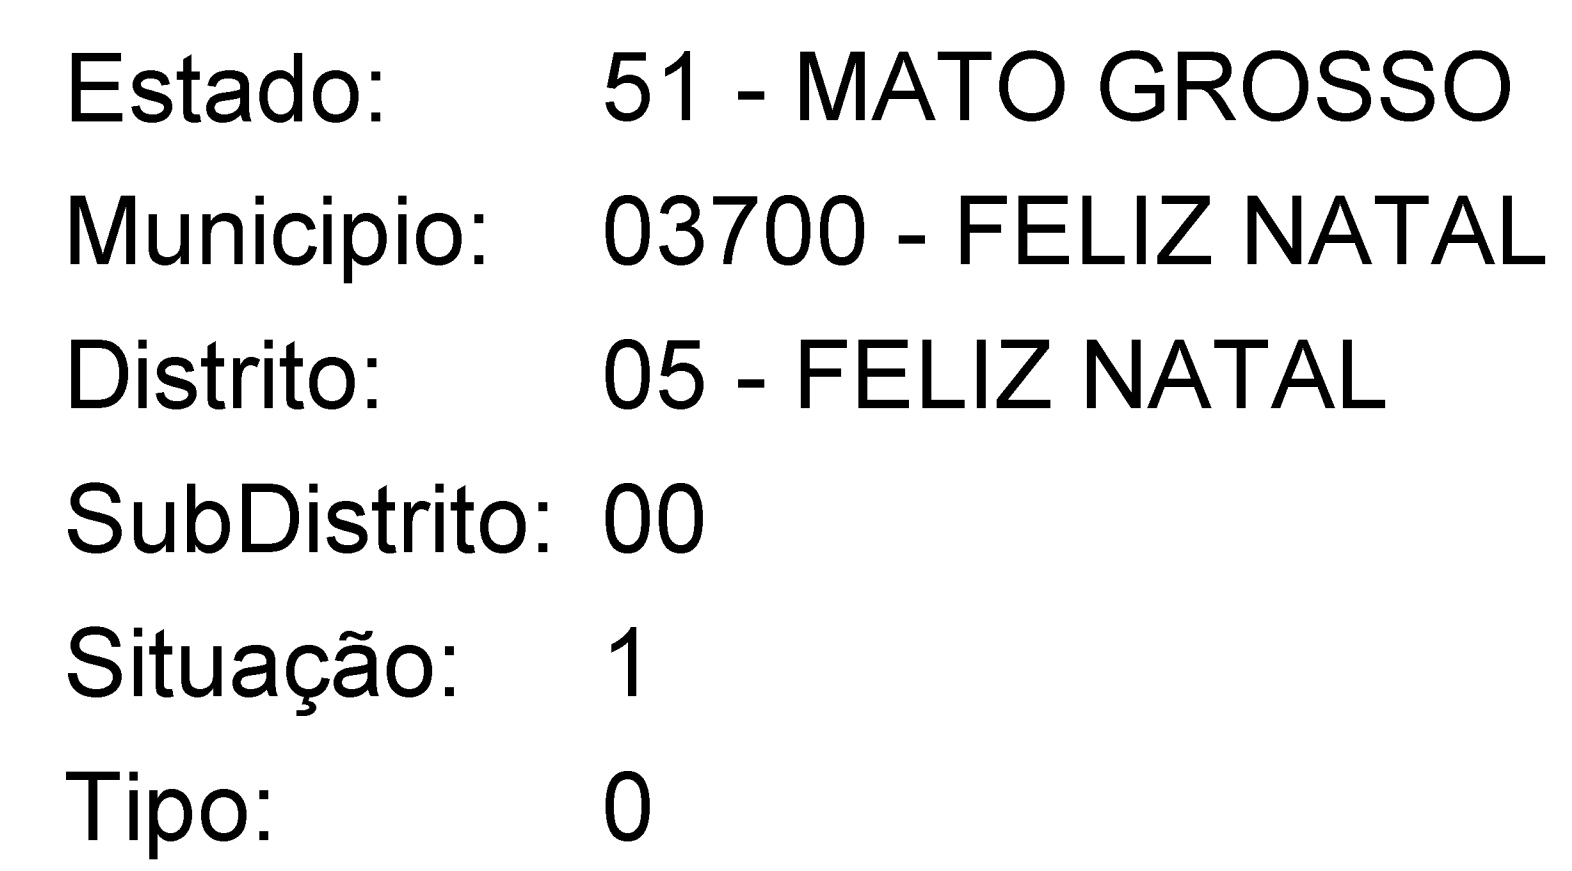 Estado: 51 - MATO GROSSO
Municipio: 03700 - FELIZ NATAL
Distrito: 05 - FELIZ NATAL
SubDistrito: 00
Situação: 1
Tipo: 0